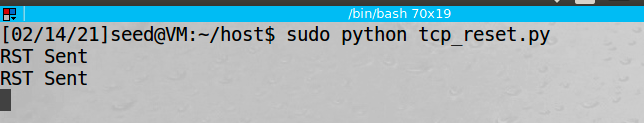 /bin/bash 70x19
[02/14/21]seed@VM:~/host$ sudo python tcp_reset.py
RST Sent
RST Sent